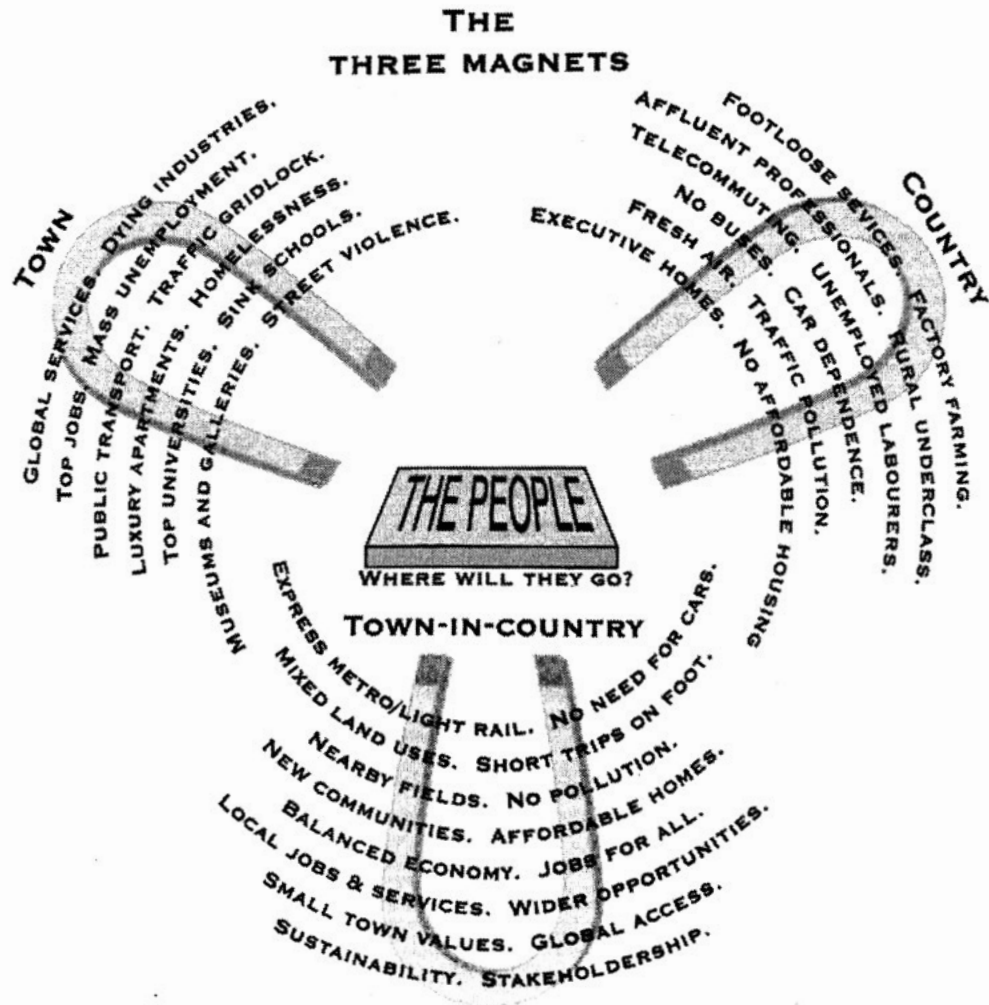 THE
THREE MAGNETS
TOWN
GLOBAL SERVICES. DYING INDUSTRIES.
TOP JOBS. MASS UNEMPLOYMENT.
PUBLIC TRANSPORT. TRAFFIC GRIDLOCK.
LUXURY APARTMENTS. HOMELESSNESS.
TOP UNIVERSITIES. SINK SCHOOLS.
MUSEUMS AND GALLERIES. STREET VIOLENCE.
COUNTRY
FOOTLOOSE SEVICES. FACTORY FARMING.
AFFLUENT PROFESSIONALS. RURAL UNDERCLASS.
TELECOMMUTING. UNEMPLOYED LABOURERS.
NO BUSES. CAR DEPENDENCE.
FRESH AIR. TRAFFIC POLLUTION.
EXECUTIVE HOMES. NO AFFORDABLE HOUSING
THE PEOPLE
WHERE WILL THEY GO?
TOWN-IN-COUNTRY
EXPRESS METRO/LIGHT RAIL. NO NEED FOR CARS.
MIXED LAND USES. SHORT TRIPS ON FOOT.
NEARBY FIELDS. NO POLLUTION.
NEW COMMUNITIES. AFFORDABLE HOMES.
BALANCED ECONOMY. JOBS FOR ALL.
LOCAL JOBS & SERVICES. WIDER OPPORTUNITIES.
SMALL TOWN VALUES. GLOBAL ACCESS.
SUSTAINABILITY. STAKEHOLDERSHIP.